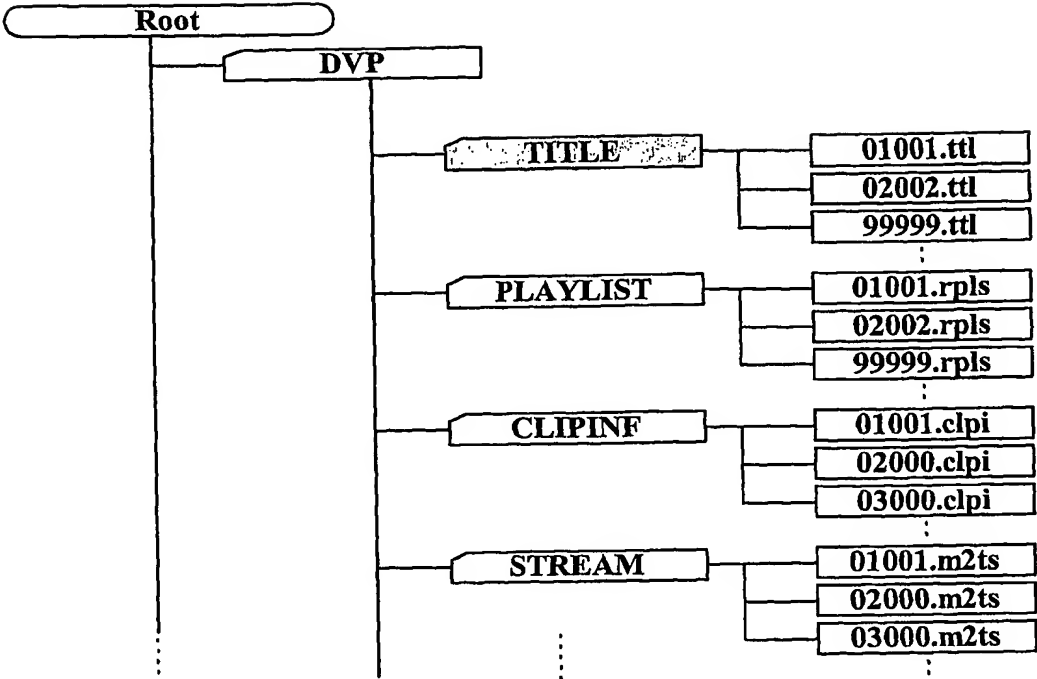 Root
DVP
TITLE
01001.ttl
02002.ttl
99999.ttl
PLAYLIST
01001.rpls
02002.rpls
99999.rpls
CLIPINF
01001.clpi
02000.clpi
03000.clpi
STREAM
01001.m2ts
02000.m2ts
03000.m2ts